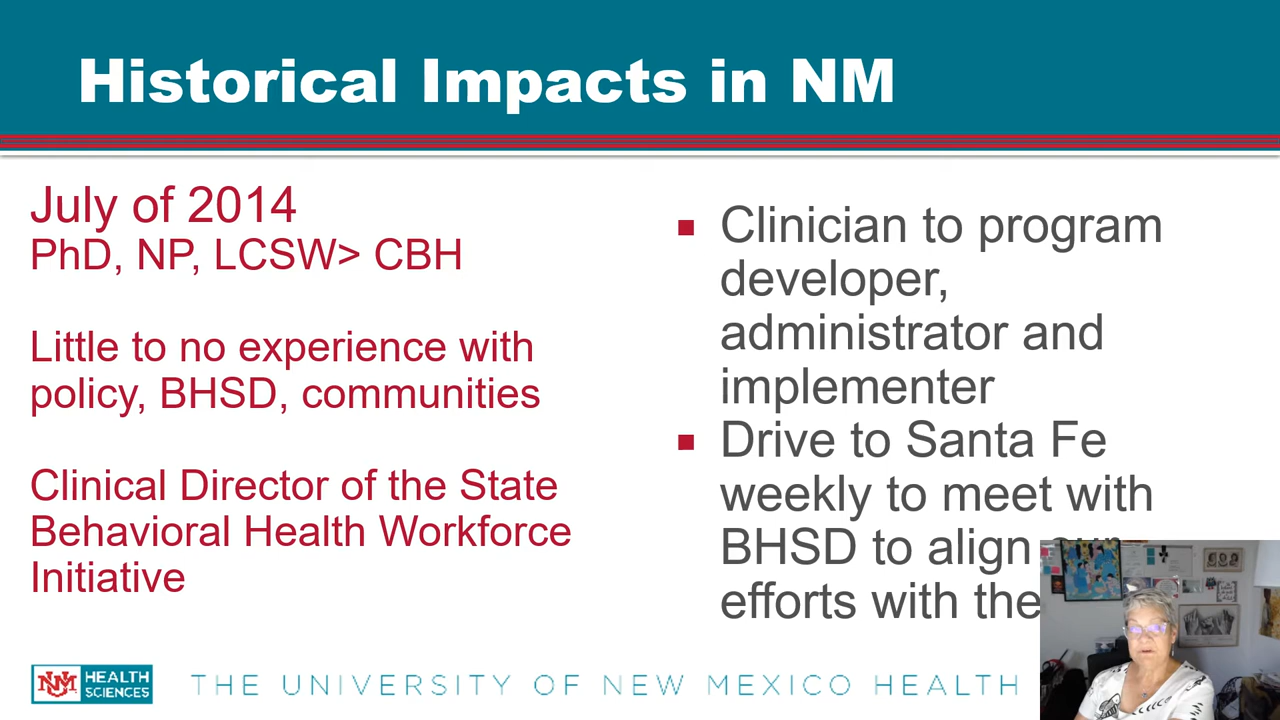 Historical Impacts in NM
July of 2014
PhD, NP, LCSW> CBH
Little to no experience with
policy, BHSD, communities
Clinical Director of the State
Behavioral Health Workforce
Initiative
Clinician to program
developer,
administrator and
implementer
Drive to Santa Fe
weekly to meet with
BHSD to align our
efforts with the
UNM HEALTH
SCIENCES
THE UNIVERSITY OF NEW MEXICO HEALTH